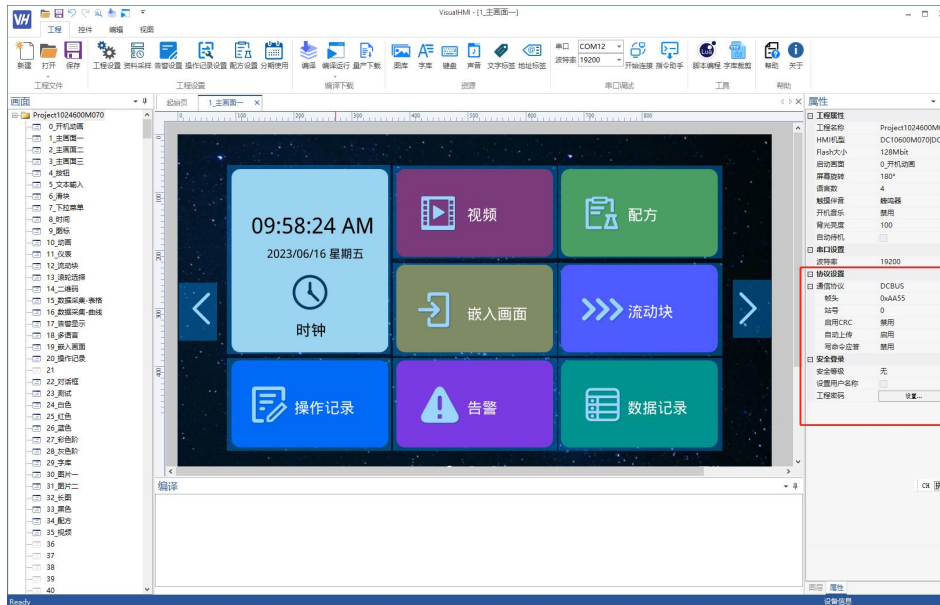 VisualHMI - [1_主画面一]
VH
工程 控件 编辑 视图
新建 打开 保存 工程设置 资料采样 告警设置 操作记录设置 配方设置 分期使用 编译 编译运行 量产下载 图库 字库 键盘 声音 文字标签 地址标签 串口 COM12 波特率 19200 开始连接 指令助手 脚本编程 字库裁剪 帮助 关于
工程文件 工程设置 编译下载 资源 串口调试 工具 帮助
画面
Project1024600M070
0_开机动画
1_主画面一
2_主画面二
3_主画面三
4_按钮
5_文本输入
6_滑块
7_下拉菜单
8_时间
9_图标
10_动画
11_仪表
12_流动块
13_滚轮选择
14_二维码
15_数据采集-表格
16_数据采集-曲线
17_告警显示
18_多语言
19_嵌入画面
20_操作记录
21
22_对话框
23_测试
24_白色
25_红色
26_蓝色
27_彩色阶
28_灰色阶
29_字库
30_图片一
31_图片二
32_长图
33_黑色
34_配方
35_视频
36
37
38
39
40
起始页 1_主画面一
0 100 200 300 400 500 600 700 800
0
100
200
300
400
09:58:24 AM
2023/06/16 星期五
时钟
视频
配方
嵌入画面
流动块
操作记录
告警
数据记录
编译
属性
工程属性
工程名称 Project1024600M
HMI机型 DC10600M070|DC
Flash大小 128Mbit
启动画面 0_开机动画
屏幕旋转 180°
语言数 4
触摸伴音 蜂鸣器
开机音乐 禁用
背光亮度 100
自动待机
串口设置
波特率 19200
协议设置
通信协议 DCBUS
帧头 0xAA55
站号 0
启用CRC 禁用
自动上传 启用
写命令应答 禁用
安全登录
安全等级 无
设置用户名称
工程密码 设置...
CH
图层 属性
Ready 设备信息